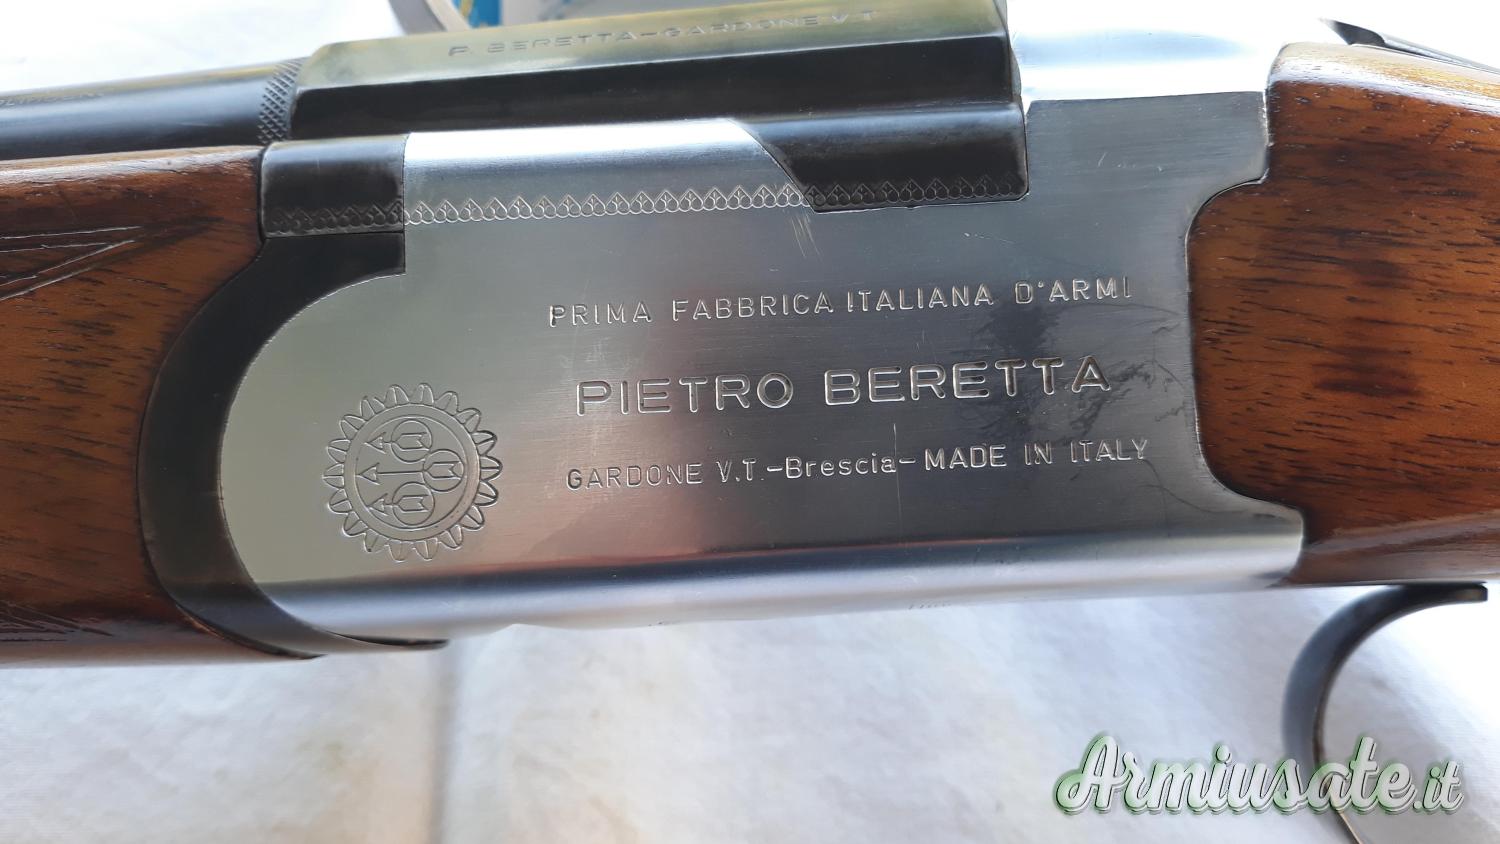 P. BERETTA-GARDONE V T
PRIMA FABBRICA ITALIANA D'ARMI
PIETRO BERETTA
GARDONE V.T.-Brescia-MADE IN ITALY
Armiusate.it